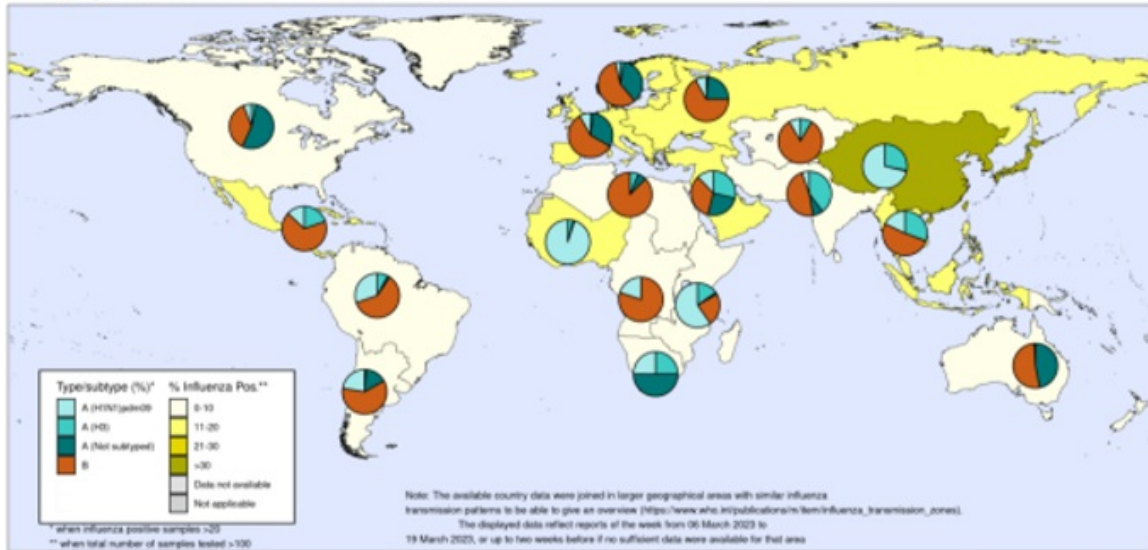 Type/subtype (%)*
A (H1N1)pdm09
A (H3)
A (Not subtyped)
B
% Influenza Pos.**
0-10
11-20
21-30
>30
Data not available
Not applicable
* when influenza positive samples >20
** when total number of samples tested >100
Note: The available country data were joined in larger geographical areas with similar influenza
transmission patterns to be able to give an overview (https://www.who.int/publications/m/item/influenza_transmission_zones).
The displayed data reflect reports of the week from 06 March 2023 to
19 March 2023, or up to two weeks before if no sufficient data were available for that area